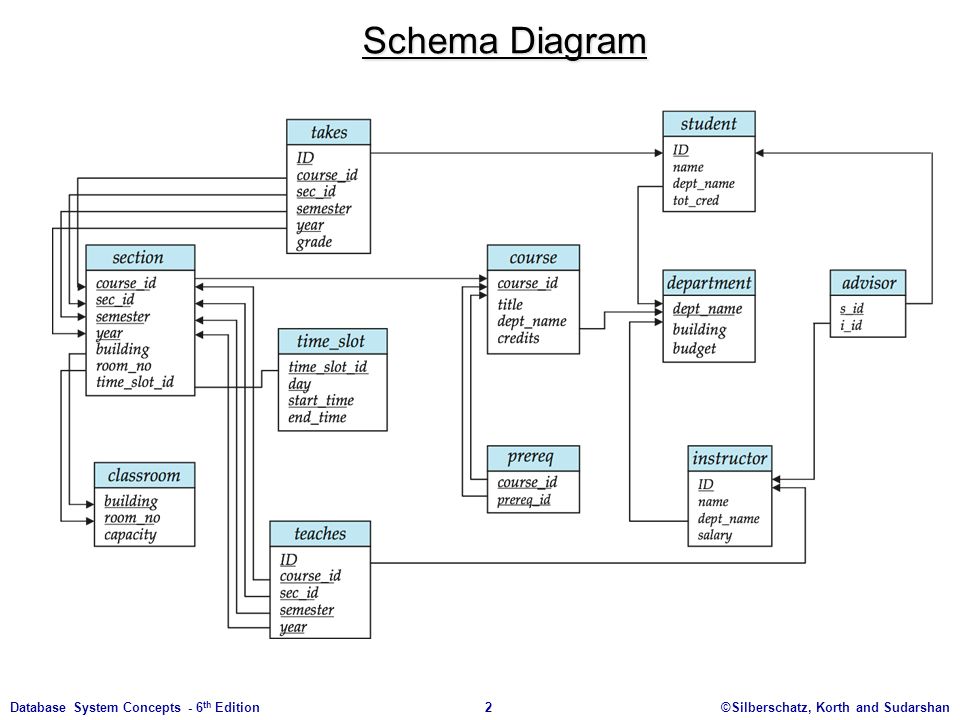 Schema Diagram
takes
ID
course_id
sec_id
semester
year
grade
student
ID
name
dept_name
tot_cred
section
course_id
sec_id
semester
year
building
room_no
time_slot_id
course
course_id
title
dept_name
credits
department
dept_name
building
budget
advisor
s_id
i_id
time_slot
time_slot_id
day
start_time
end_time
prereq
course_id
prereq_id
instructor
ID
name
dept_name
salary
classroom
building
room_no
capacity
teaches
ID
course_id
sec_id
semester
year
Database System Concepts - 6th Edition 2 ©Silberschatz, Korth and Sudarshan